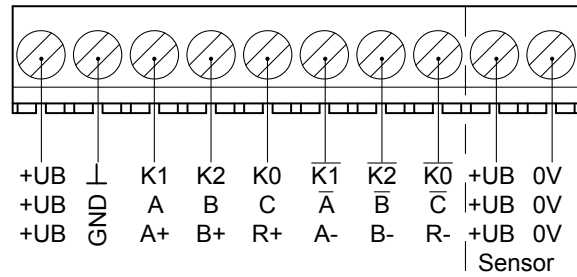 +UB ⊥ K1 K2 K0 K̅1̅ K̅2̅ K̅0̅ +UB 0V
+UB GND A B C A̅ B̅ C̅ +UB 0V
+UB A+ B+ R+ A- B- R- +UB 0V
Sensor